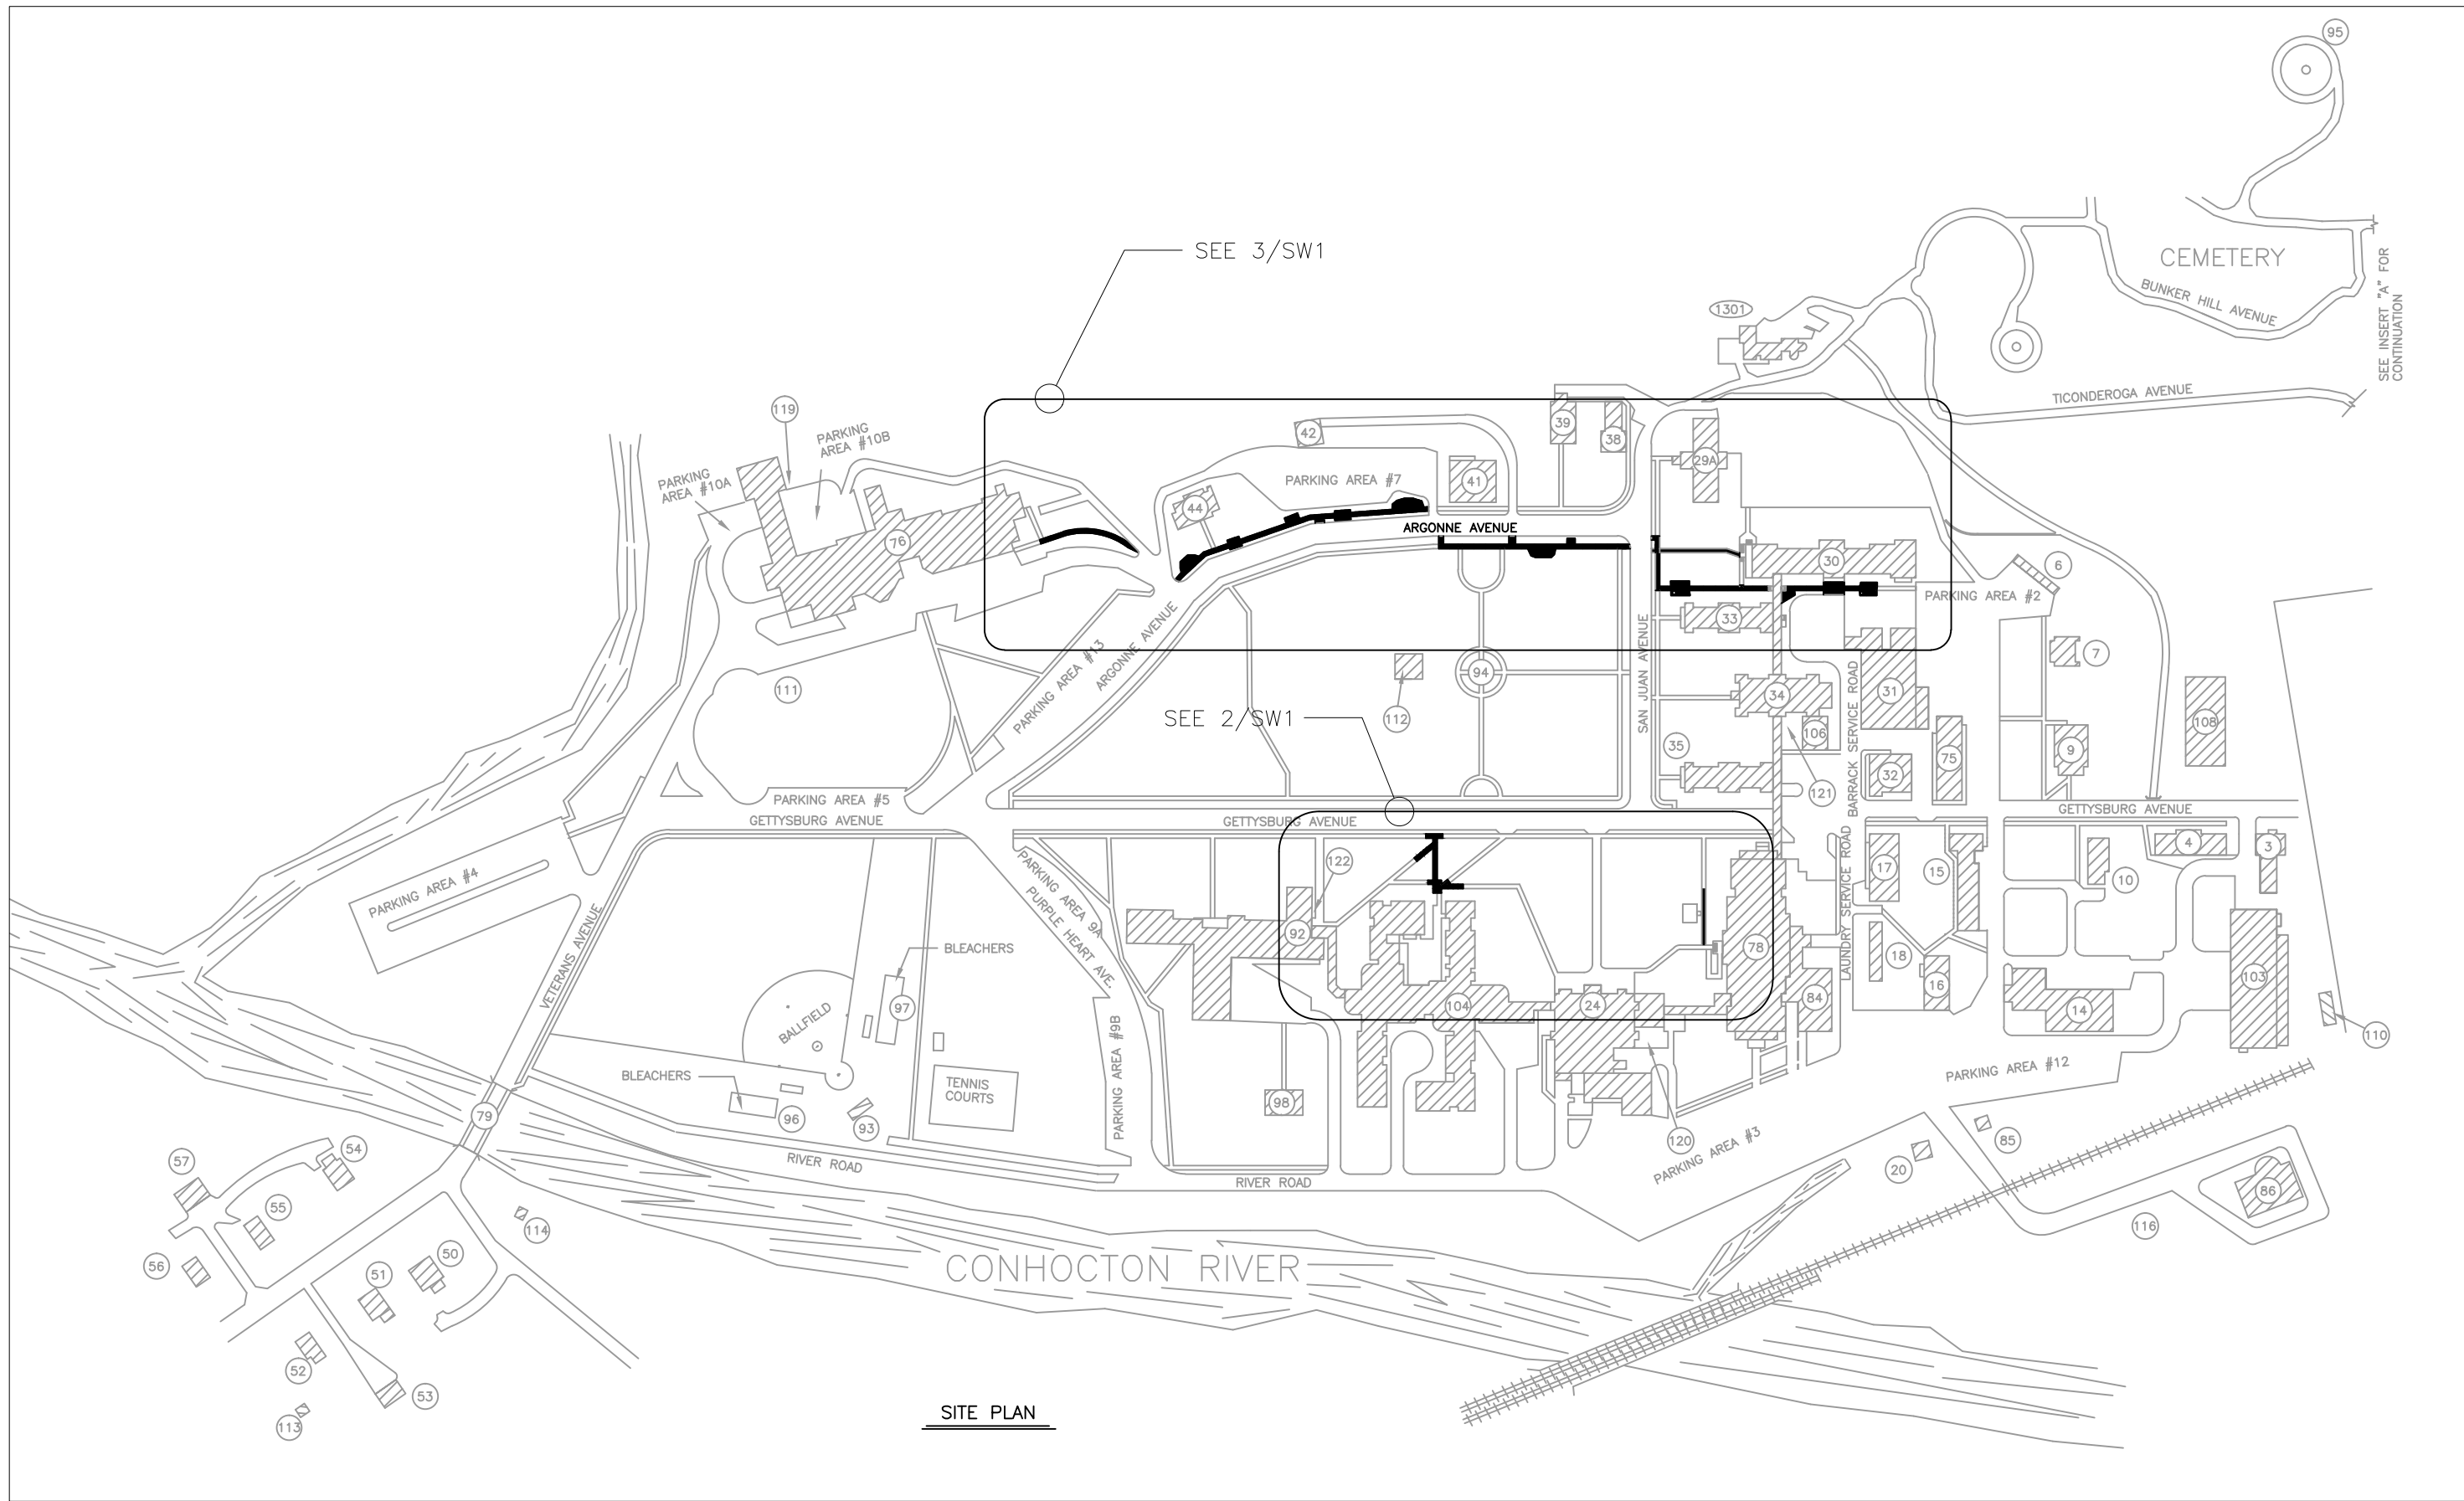 95
SEE 3/SW1
CEMETERY
BUNKER HILL AVENUE
SEE INSERT "A" FOR
CONTINUATION
1301
TICONDEROGA AVENUE
119
PARKING
AREA #10B
PARKING
AREA #10A
42
39
38
29A
PARKING AREA #7
41
44
ARGONNE AVENUE
76
30
6
PARKING AREA #2
33
ARGONNE AVENUE
PARKING AREA #13
SAN JUAN AVENUE
7
94
111
34
31
112
SEE 2/SW1
BARRACK SERVICE ROAD
108
106
35
9
75
32
121
PARKING AREA #5
GETTYSBURG AVENUE
GETTYSBURG AVENUE
GETTYSBURG AVENUE
4
3
122
17
15
10
PARKING AREA #4
PARKING AREA 9A
PURPLE HEART AVE.
LAUNDRY SERVICE ROAD
VETERANS AVENUE
92
BLEACHERS
78
18
103
97
16
84
104
24
14
BALLFIELD
110
BLEACHERS
PARKING AREA #9B
PARKING AREA #12
TENNIS
COURTS
98
96
93
79
120
85
PARKING AREA #3
54
57
RIVER ROAD
RIVER ROAD
20
86
55
114
116
50
56
51
CONHOCTON RIVER
52
53
SITE PLAN
113